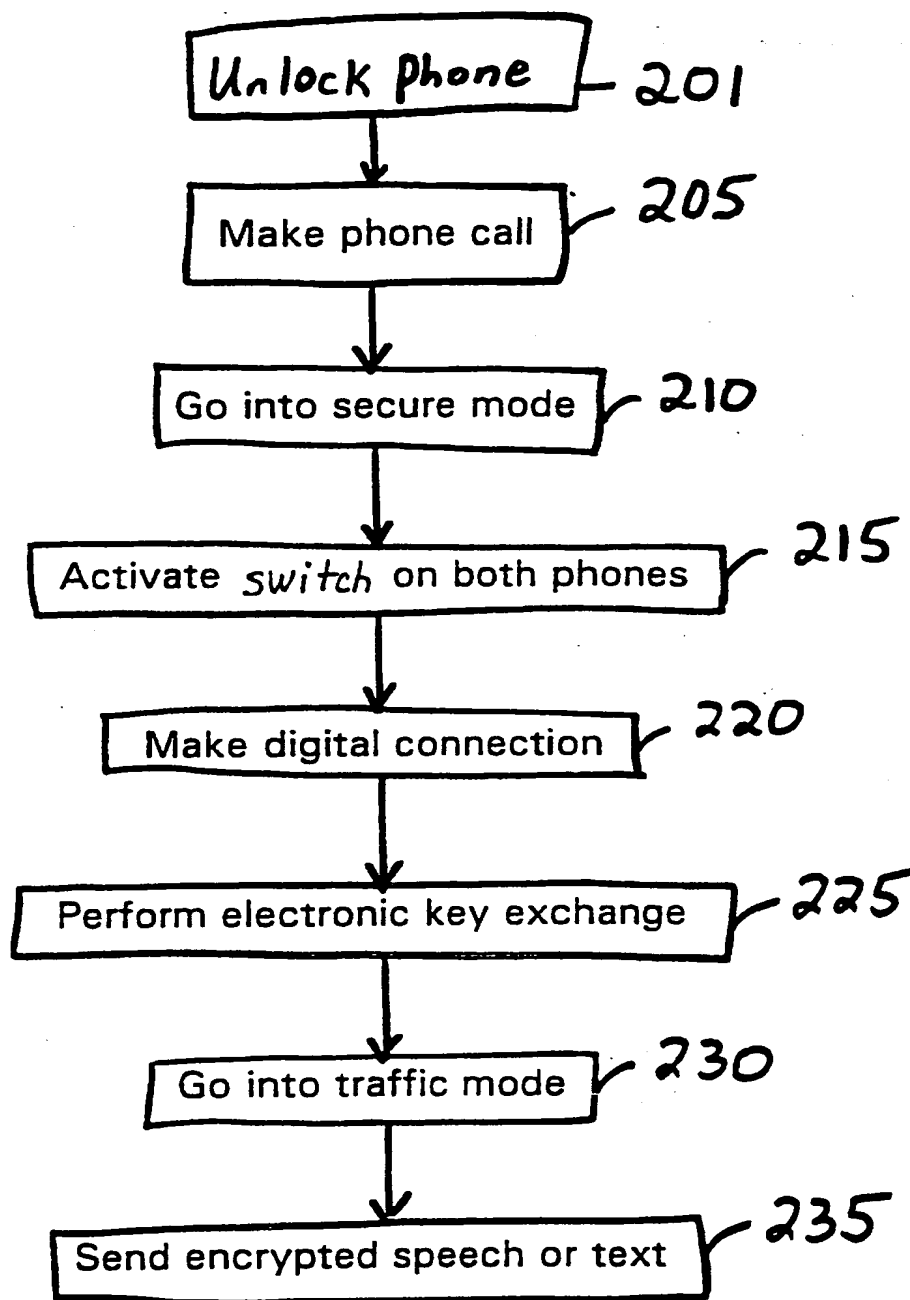 Unlock phone 201
Make phone call 205
Go into secure mode 210
Activate switch on both phones 215
Make digital connection 220
Perform electronic key exchange 225
Go into traffic mode 230
Send encrypted speech or text 235